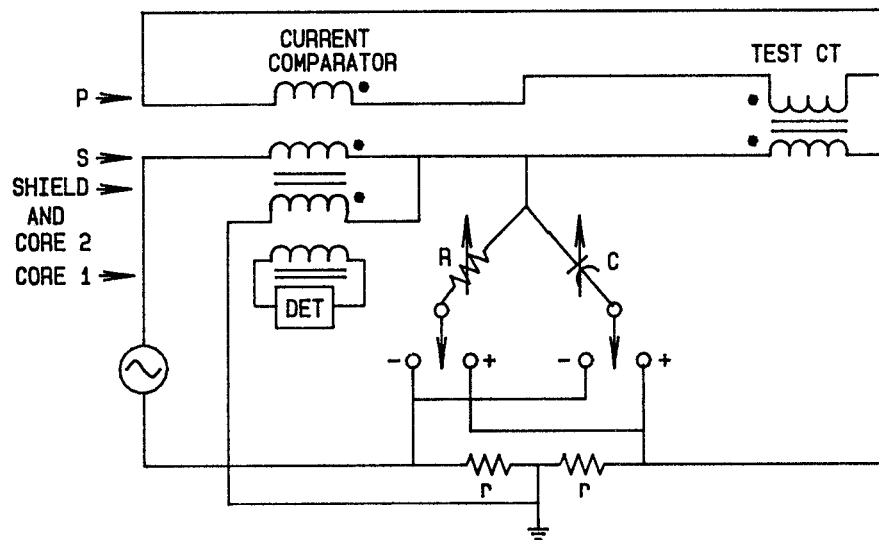 CURRENT
COMPARATOR
TEST CT
P
S
SHIELD
AND
CORE 2
CORE 1
DET
R
C
-
+
-
+
r
r